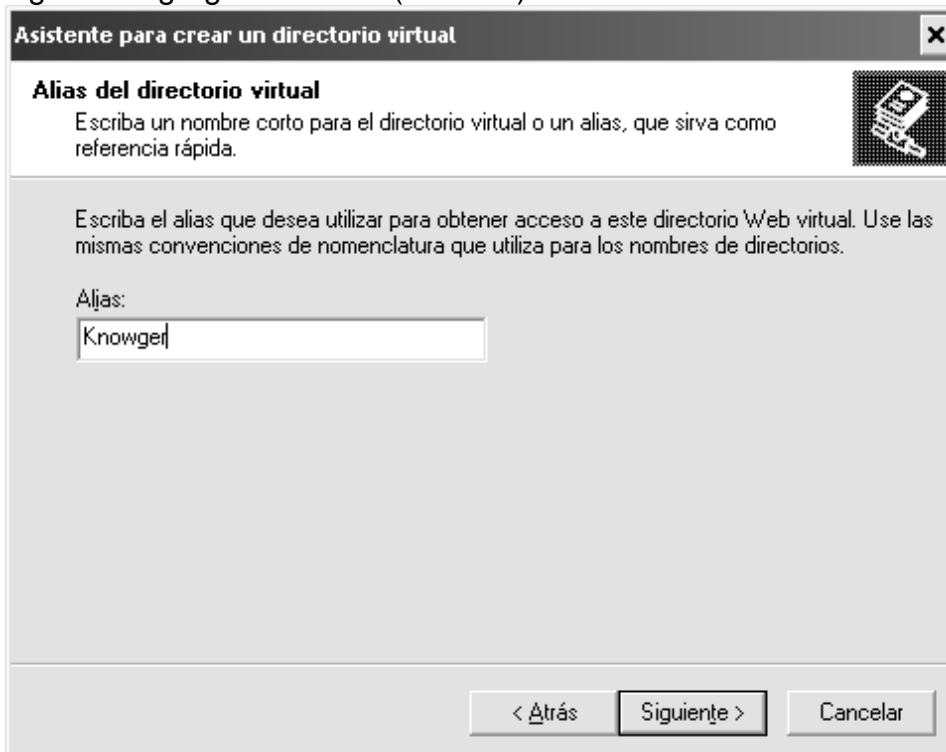 Asistente para crear un directorio virtual
Alias del directorio virtual
Escriba un nombre corto para el directorio virtual o un alias, que sirva como
referencia rápida.
Escriba el alias que desea utilizar para obtener acceso a este directorio Web virtual. Use las
mismas convenciones de nomenclatura que utiliza para los nombres de directorios.
Alias:
Knowger
< Atrás
Siguiente >
Cancelar